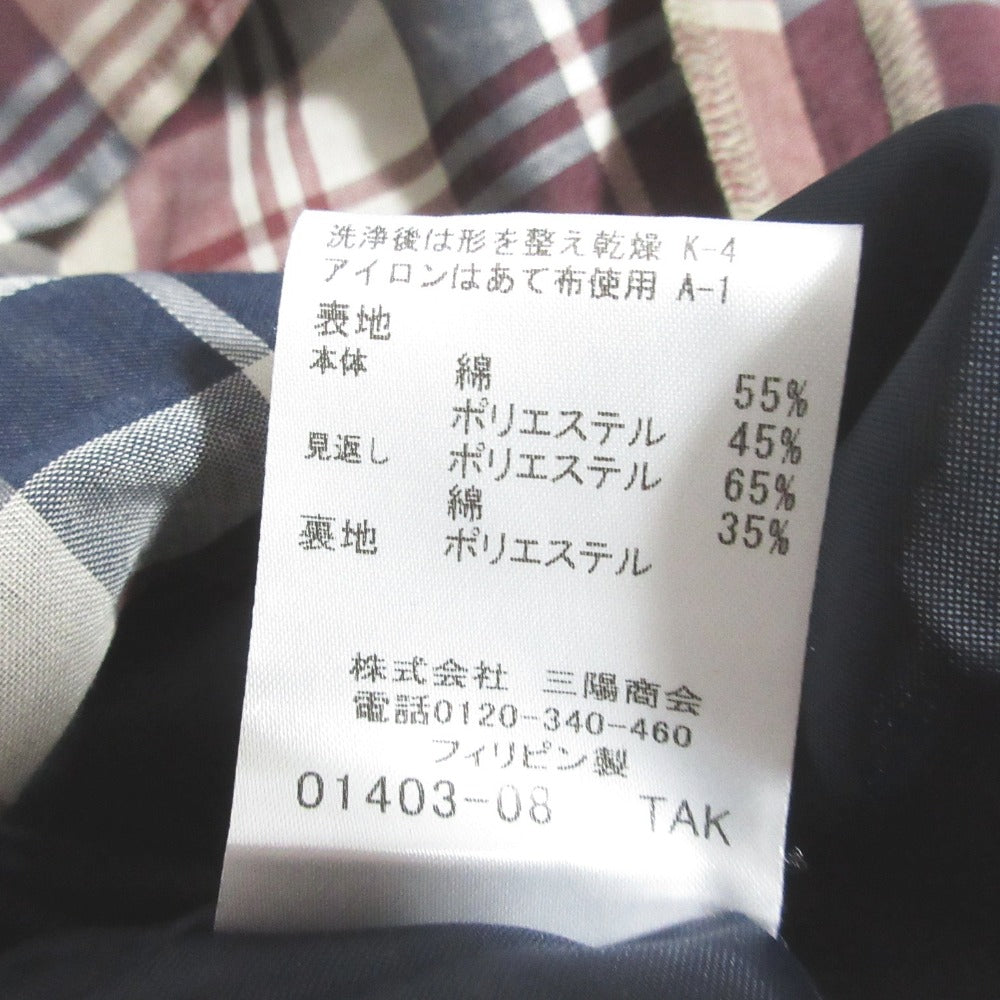 洗浄後は形を整え乾燥 K-4
アイロンはあて布使用 A-1
表地
本体 綿 55%
ポリエステル 45%
見返し ポリエステル 65%
綿 35%
裏地 ポリエステル
株式会社 三陽商会
電話0120-340-460
フィリピン製
01403-08 TAK